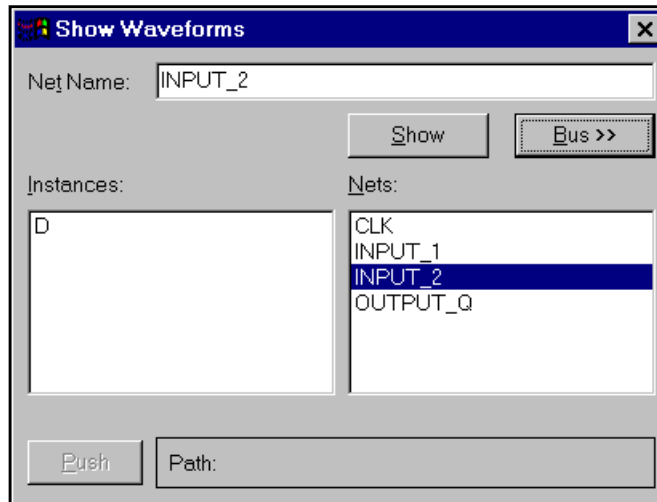 Show Waveforms
Net Name: INPUT_2
Show Bus >>
Instances: Nets:
D
CLK
INPUT_1
INPUT_2
OUTPUT_Q
Push Path: